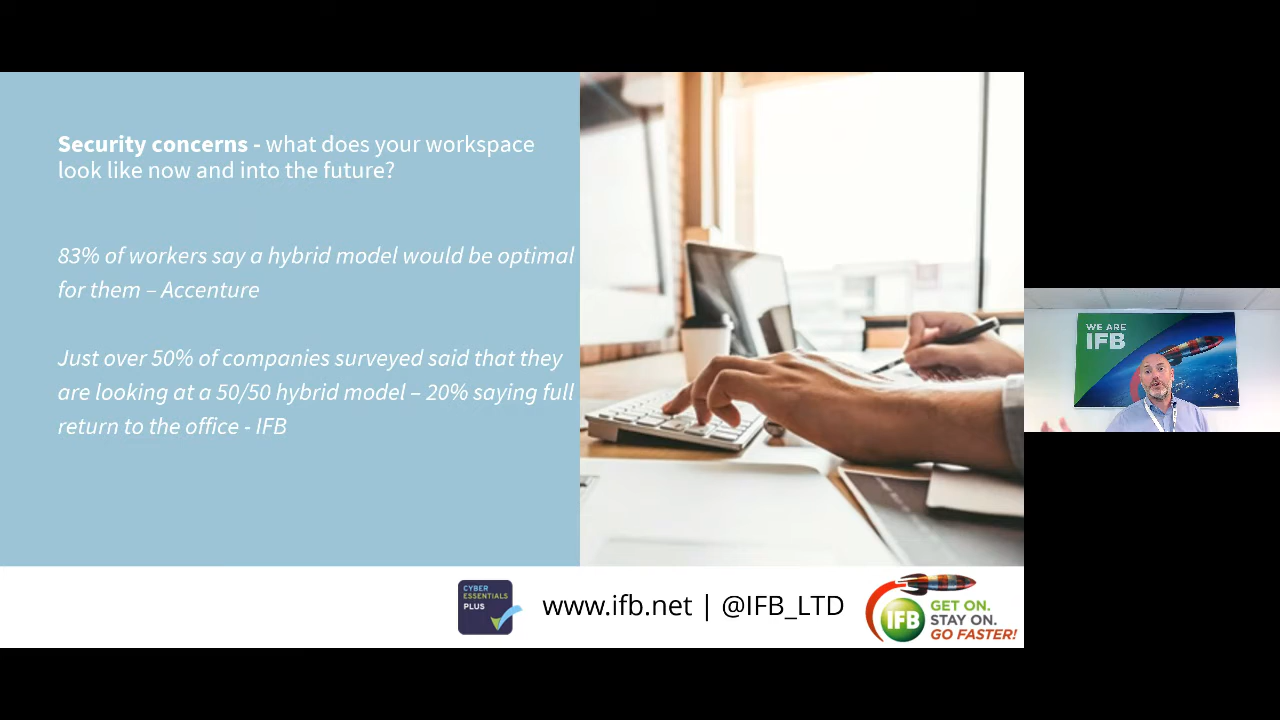 Security concerns - what does your workspace
look like now and into the future?
83% of workers say a hybrid model would be optimal
for them – Accenture
Just over 50% of companies surveyed said that they
are looking at a 50/50 hybrid model – 20% saying full
return to the office - IFB
WE ARE
IFB
CYBER
ESSENTIALS
PLUS
www.ifb.net | @IFB_LTD
IFB
GET ON.
STAY ON.
GO FASTER!